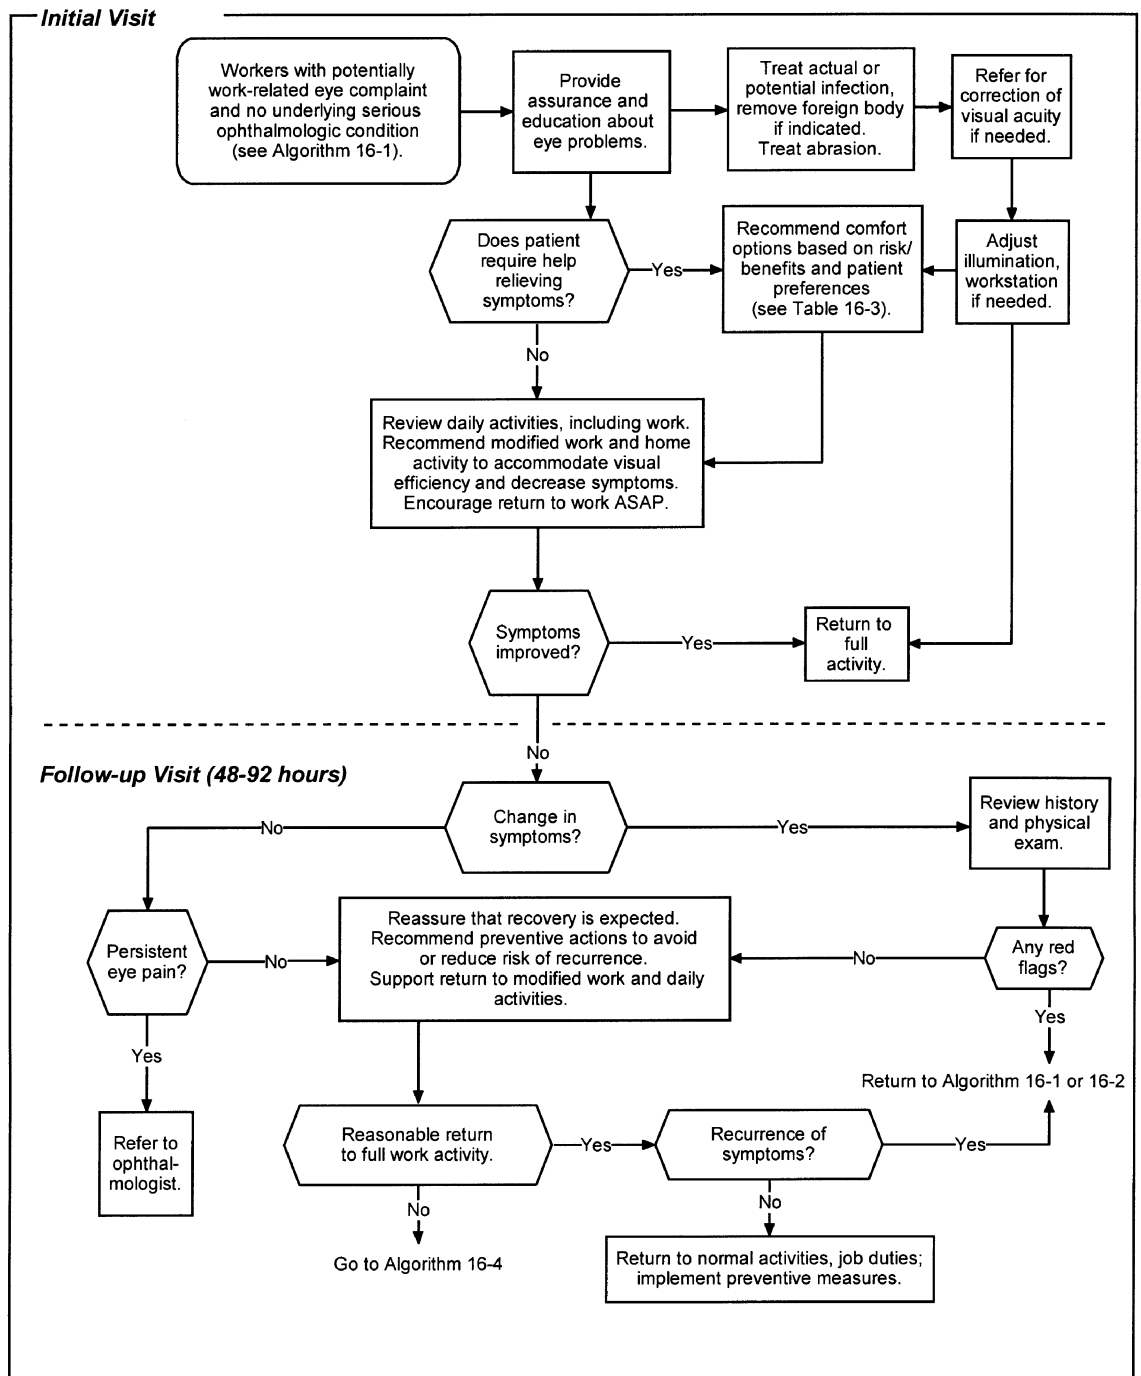 Initial Visit
Workers with potentially
work-related eye complaint
and no underlying serious
ophthalmologic condition
(see Algorithm 16-1).
Provide
assurance and
education about
eye problems.
Treat actual or
potential infection,
remove foreign body
if indicated.
Treat abrasion.
Refer for
correction of
visual acuity
if needed.
Does patient
require help
relieving
symptoms?
Yes
Recommend comfort
options based on risk/
benefits and patient
preferences
(see Table 16-3).
Adjust
illumination,
workstation
if needed.
No
Review daily activities, including work.
Recommend modified work and home
activity to accommodate visual
efficiency and decrease symptoms.
Encourage return to work ASAP.
Symptoms
improved?
Yes
Return to
full
activity.
No
Follow-up Visit (48-92 hours)
Change in
symptoms?
No
Yes
Review history
and physical
exam.
Persistent
eye pain?
No
Reassure that recovery is expected.
Recommend preventive actions to avoid
or reduce risk of recurrence.
Support return to modified work and daily
activities.
No
Any red
flags?
Yes
Yes
Return to Algorithm 16-1 or 16-2
Refer to
ophthal-
mologist.
Reasonable return
to full work activity.
Yes
Recurrence of
symptoms?
Yes
No
No
Go to Algorithm 16-4
Return to normal activities, job duties;
implement preventive measures.